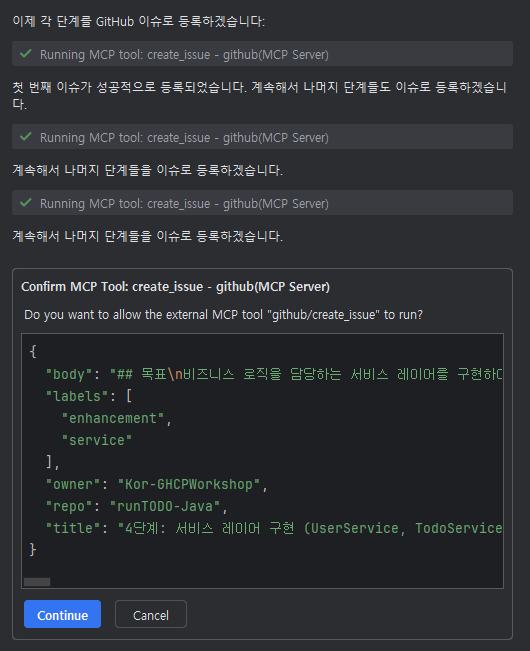 이제 각 단계를 GitHub 이슈로 등록하겠습니다:
Running MCP tool: create_issue - github(MCP Server)
첫 번째 이슈가 성공적으로 등록되었습니다. 계속해서 나머지 단계들도 이슈로 등록하겠습니
다.
Running MCP tool: create_issue - github(MCP Server)
계속해서 나머지 단계들을 이슈로 등록하겠습니다.
Running MCP tool: create_issue - github(MCP Server)
계속해서 나머지 단계들을 이슈로 등록하겠습니다.
Confirm MCP Tool: create_issue - github(MCP Server)
Do you want to allow the external MCP tool "github/create_issue" to run?
{
"body": "## 목표\n비즈니스 로직을 담당하는 서비스 레이어를 구현하
"labels": [
"enhancement",
"service"
],
"owner": "Kor-GHCPWorkshop",
"repo": "runTODO-Java",
"title": "4단계: 서비스 레이어 구현 (UserService, TodoService
}
Continue
Cancel